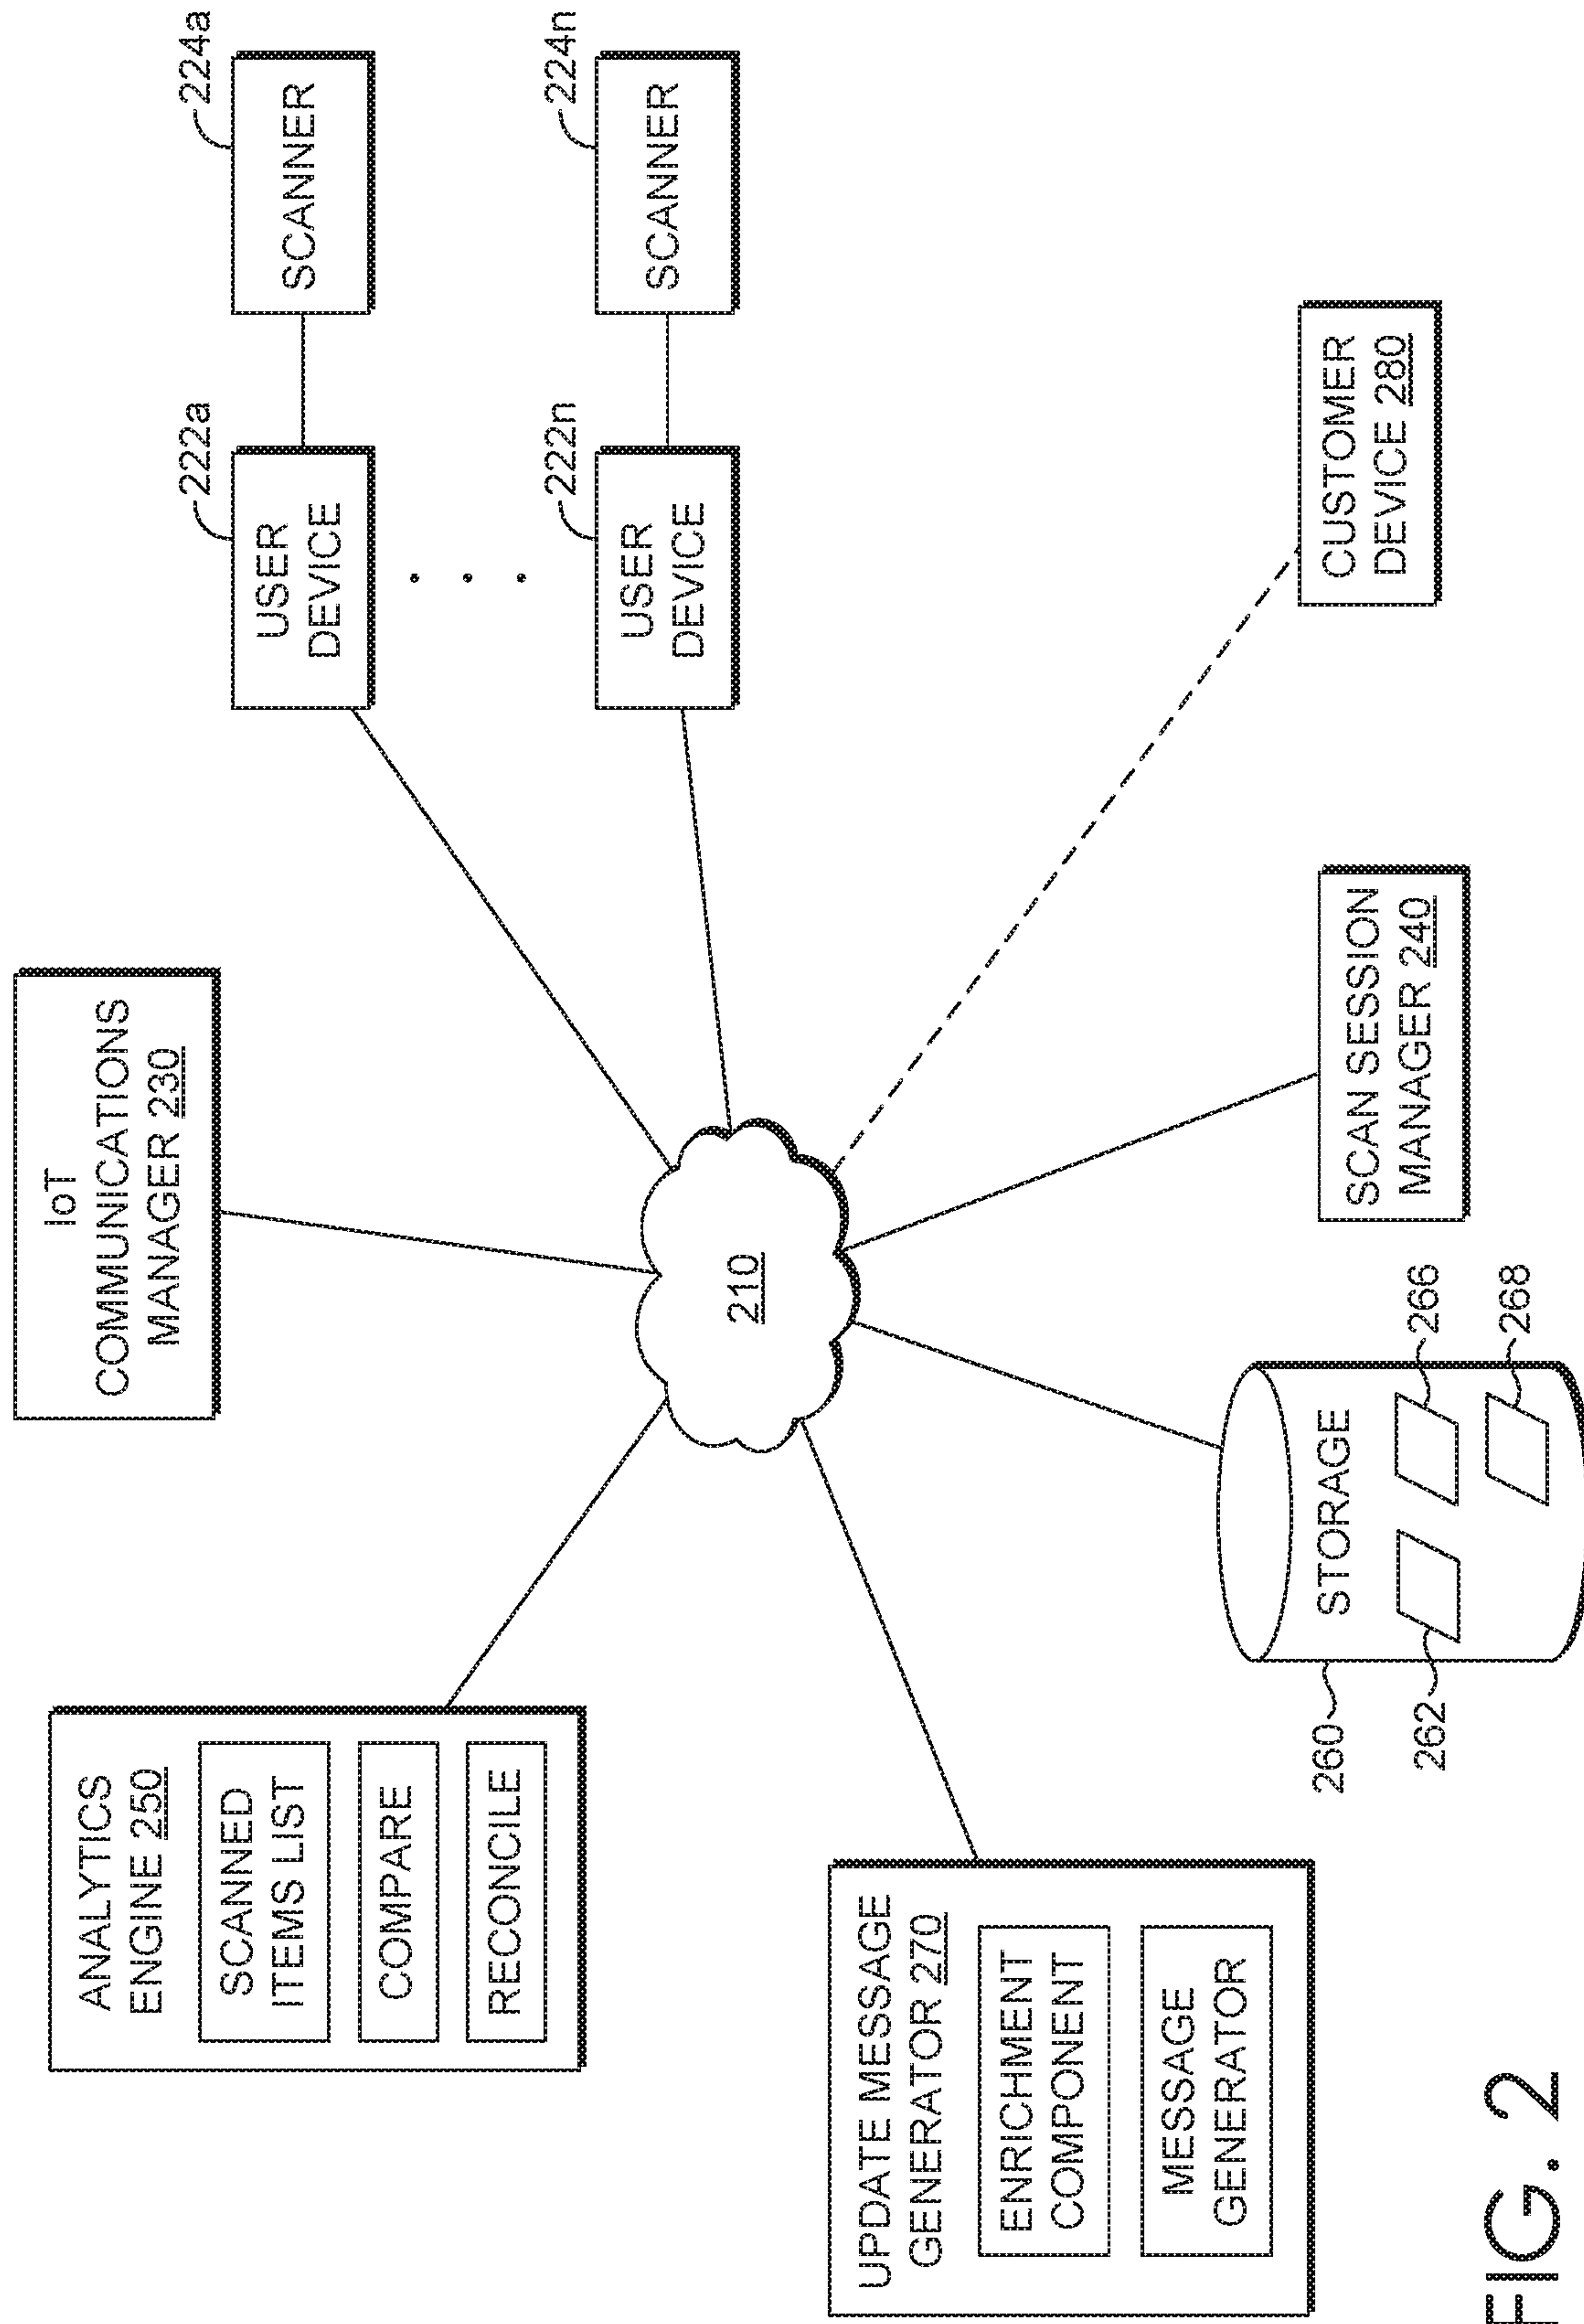 IoT
COMMUNICATIONS
MANAGER 230
ANALYTICS
ENGINE 250
SCANNED
ITEMS LIST
COMPARE
RECONCILE
222a
USER
DEVICE
224a
SCANNER
. . .
222n
USER
DEVICE
224n
SCANNER
210
UPDATE MESSAGE
GENERATOR 270
ENRICHMENT
COMPONENT
MESSAGE
GENERATOR
260
STORAGE
262
266
268
SCAN SESSION
MANAGER 240
CUSTOMER
DEVICE 280
FIG. 2